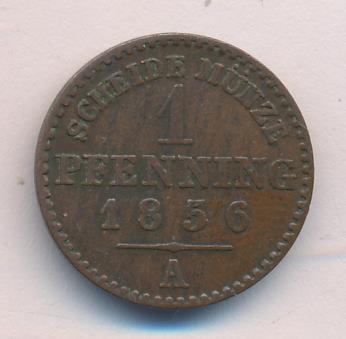 SCHEIDE MÜNZE
1
PFENNING
1856
A